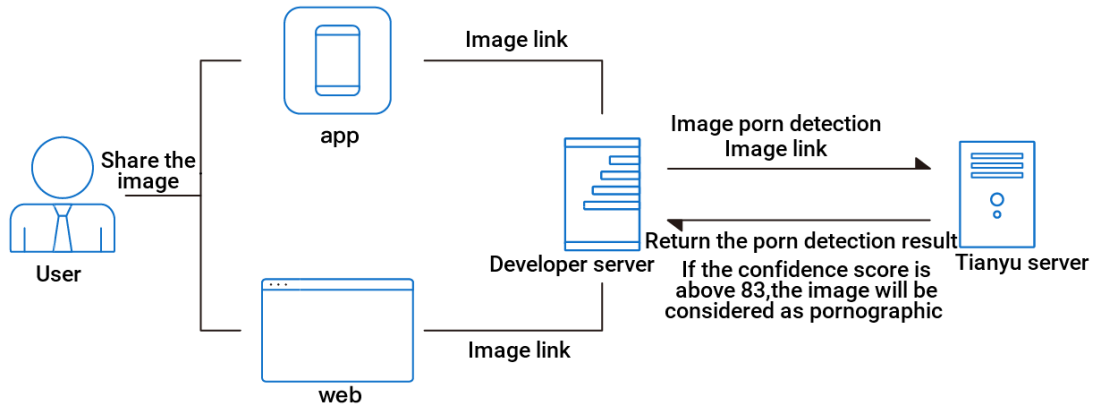 Image link
app
Share the
image
User
Image porn detection
Image link
Developer server
Return the porn detection result
If the confidence score is
above 83,the image will be
considered as pornographic
Tianyu server
Image link
web